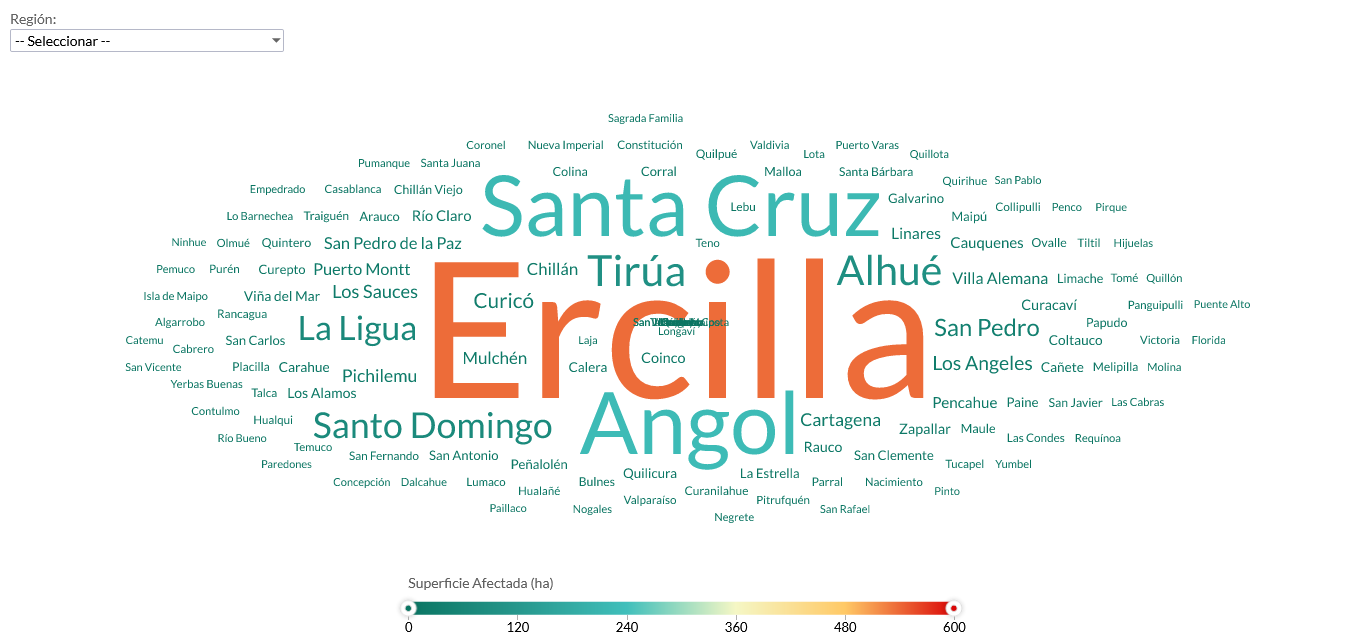 Región:
-- Seleccionar --
Sagrada Familia
Coronel Nueva Imperial Constitución Valdivia Puerto Varas
Quilpué Lota Quillota
Pumanque Santa Juana
Colina Corral Malloa Santa Bárbara
Quirihue San Pablo
Empedrado Casablanca Chillán Viejo
Santa Cruz
Galvarino
Lebu
Collipulli Penco Pirque
Lo Barnechea Traiguén Arauco Río Claro
Maipú
Linares
Ninhue Olmué Quintero San Pedro de la Paz
Teno
Cauquenes Ovalle Tiltil Hijuelas
Pemuco Purén Curepto Puerto Montt
Chillán Tirúa Alhué
Villa Alemana Limache Tomé Quillón
Isla de Maipo Viña del Mar Los Sauces
Curicó
Curacaví Panguipulli Puente Alto
Rancagua
Algarrobo
La Ligua
Ercilla
San Pedro
Papudo
Longaví
Catemu San Carlos
Laja
Coltauco Victoria Florida
Cabrero
Mulchén Coinco
San Vicente Placilla Carahue
Calera
Los Angeles Cañete Melipilla Molina
Pichilemu
Yerbas Buenas
Talca Los Alamos
Pencahue Paine San Javier Las Cabras
Contulmo
Hualqui
Santo Domingo
Angol
Cartagena
Zapallar Maule
Río Bueno
Las Condes Requínoa
Temuco
Rauco
San Fernando San Antonio
San Clemente
Paredones
Peñalolén
Tucapel Yumbel
Quilicura La Estrella
Concepción Dalcahue Lumaco
Bulnes
Parral Nacimiento
Hualañé
Curanilahue
Pinto
Valparaíso Pitrufquén
Paillaco Nogales
San Rafael
Negrete
Superficie Afectada (ha)
0 120 240 360 480 600